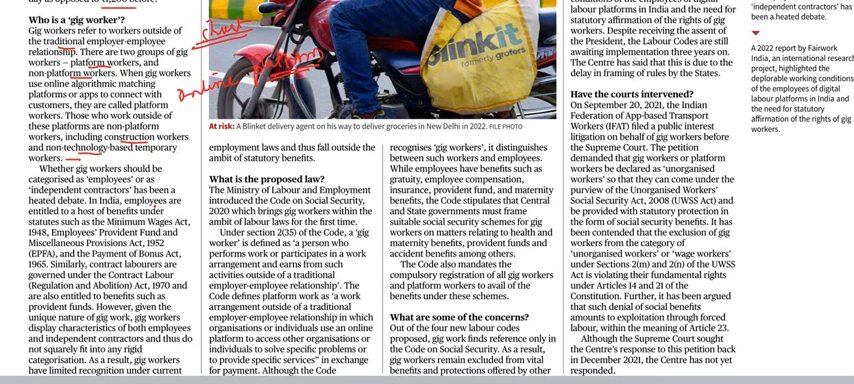 day as opposed to ₹1,200 before.
Who is a ‘gig worker’?
Gig workers refer to workers outside of
the traditional employer-employee
relationship. There are two groups of gig
workers — platform workers, and
non-platform workers. When gig workers
use online algorithmic matching
platforms or apps to connect with
customers, they are called platform
workers. Those who work outside of
these platforms are non-platform
workers, including construction workers
and non-technology-based temporary
workers.
Whether gig workers should be
categorised as ‘employees’ or as
‘independent contractors’ has been a
heated debate. In India, employees are
entitled to a host of benefits under
statutes such as the Minimum Wages Act,
1948, Employees’ Provident Fund and
Miscellaneous Provisions Act, 1952
(EPFA), and the Payment of Bonus Act,
1965. Similarly, contract labourers are
governed under the Contract Labour
(Regulation and Abolition) Act, 1970 and
are also entitled to benefits such as
provident funds. However, given the
unique nature of gig work, gig workers
display characteristics of both employees
and independent contractors and thus do
not squarely fit into any rigid
categorisation. As a result, gig workers
have limited recognition under current
short
online platform
blinkit
formerly grofers
At risk: A Blinket delivery agent on his way to deliver groceries in New Delhi in 2022. FILE PHOTO
employment laws and thus fall outside the
ambit of statutory benefits.
What is the proposed law?
The Ministry of Labour and Employment
introduced the Code on Social Security,
2020 which brings gig workers within the
ambit of labour laws for the first time.
Under section 2(35) of the Code, a ‘gig
worker’ is defined as ‘a person who
performs work or participates in a work
arrangement and earns from such
activities outside of a traditional
employer-employee relationship’. The
Code defines platform work as ‘a work
arrangement outside of a traditional
employer-employee relationship in which
organisations or individuals use an online
platform to access other organisations or
individuals to solve specific problems or
to provide specific services” in exchange
for payment. Although the Code
recognises ‘gig workers’, it distinguishes
between such workers and employees.
While employees have benefits such as
gratuity, employee compensation,
insurance, provident fund, and maternity
benefits, the Code stipulates that Central
and State governments must frame
suitable social security schemes for gig
workers on matters relating to health and
maternity benefits, provident funds and
accident benefits among others.
The Code also mandates the
compulsory registration of all gig workers
and platform workers to avail of the
benefits under these schemes.
What are some of the concerns?
Out of the four new labour codes
proposed, gig work finds reference only in
the Code on Social Security. As a result,
gig workers remain excluded from vital
benefits and protections offered by other
conditions of the employees of digital
labour platforms in India and the need for
statutory affirmation of the rights of gig
workers. Despite receiving the assent of
the President, the Labour Codes are still
awaiting implementation three years on.
The Centre has said that this is due to the
delay in framing of rules by the States.
Have the courts intervened?
On September 20, 2021, the Indian
Federation of App-based Transport
Workers (IFAT) filed a public interest
litigation on behalf of gig workers before
the Supreme Court. The petition
demanded that gig workers or platform
workers be declared as ‘unorganised
workers’ so that they can come under the
purview of the Unorganised Workers’
Social Security Act, 2008 (UWSS Act) and
be provided with statutory protection in
the form of social security benefits. It has
been contended that the exclusion of gig
workers from the category of
‘unorganised workers’ or ‘wage workers’
under Sections 2(m) and 2(n) of the UWSS
Act is violating their fundamental rights
under Articles 14 and 21 of the
Constitution. Further, it has been argued
that such denial of social benefits
amounts to exploitation through forced
labour, within the meaning of Article 23.
Although the Supreme Court sought
the Centre’s response to this petition back
in December 2021, the Centre has not yet
responded.
‘independent contractors’ has
been a heated debate.
A 2022 report by Fairwork
India, an international research
project, highlighted the
deplorable working conditions
of the employees of digital
labour platforms in India and
the need for statutory
affirmation of the rights of gig
workers.